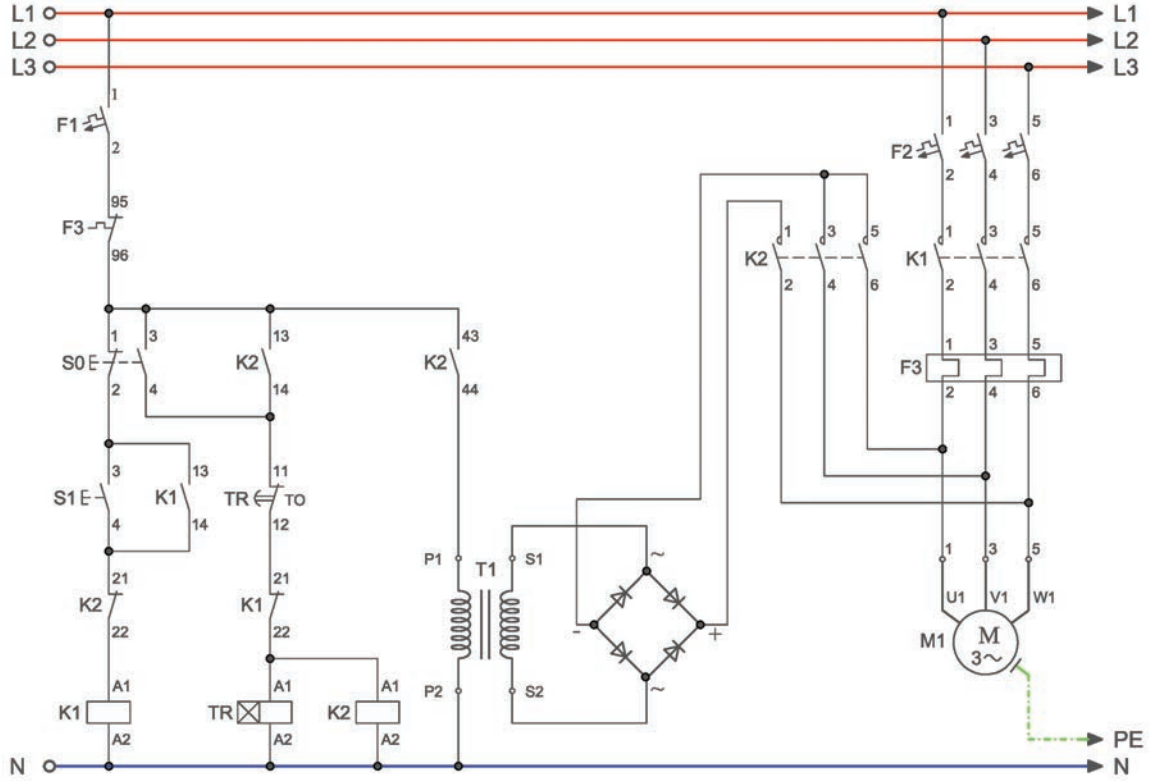 L1 L1
L2 L2
L3 L3
1
F1
2
1 3 5
F2
2 4 6
95
F3
96
1 3 5
K2
2 4 6
1 3 5
K1
2 4 6
1 3 13 43
S0 K2 K2
2 4 14 44
1 3 5
F3
2 4 6
3 13 11
S1 K1 TR TO
4 14 12
P1 T1 S1 ~
1 3 5
21 21
K2 K1
22 22
- +
U1 V1 W1
M1 M
3~
P2 S2 ~
A1 A1 A1
K1 TR K2
A2 A2 A2
PE
N N